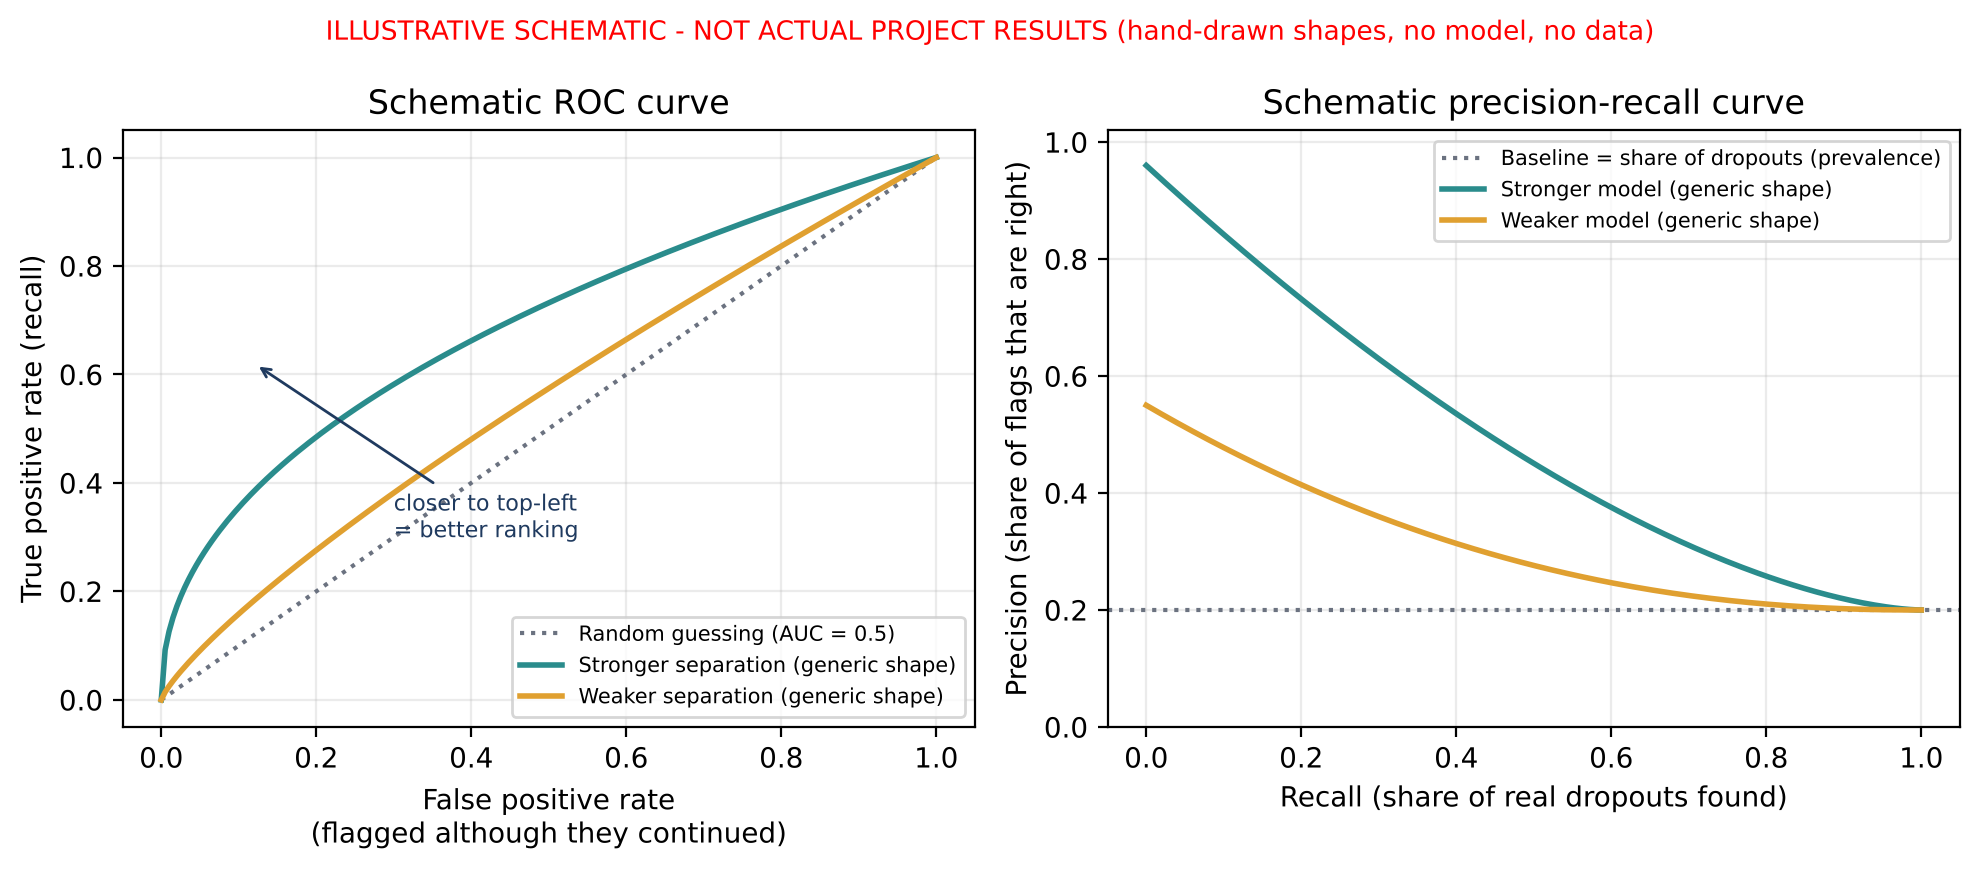 ILLUSTRATIVE SCHEMATIC - NOT ACTUAL PROJECT RESULTS (hand-drawn shapes, no model, no data)
Schematic ROC curve
True positive rate (recall)
1.0
0.8
0.6
0.4
0.2
0.0
closer to top-left
= better ranking
Random guessing (AUC = 0.5)
Stronger separation (generic shape)
Weaker separation (generic shape)
0.0 0.2 0.4 0.6 0.8 1.0
False positive rate
(flagged although they continued)
Schematic precision-recall curve
Precision (share of flags that are right)
1.0
0.8
0.6
0.4
0.2
0.0
Baseline = share of dropouts (prevalence)
Stronger model (generic shape)
Weaker model (generic shape)
0.0 0.2 0.4 0.6 0.8 1.0
Recall (share of real dropouts found)